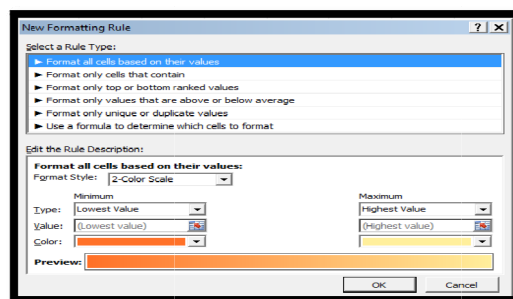 New Formatting Rule
Select a Rule Type:
► Format all cells based on their values
► Format only cells that contain
► Format only top or bottom ranked values
► Format only values that are above or below average
► Format only unique or duplicate values
► Use a formula to determine which cells to format
Edit the Rule Description:
Format all cells based on their values:
Format Style: 2-Color Scale
Minimum Maximum
Type: Lowest Value Highest Value
Value: (Lowest value) (Highest value)
Color:
Preview:
OK Cancel